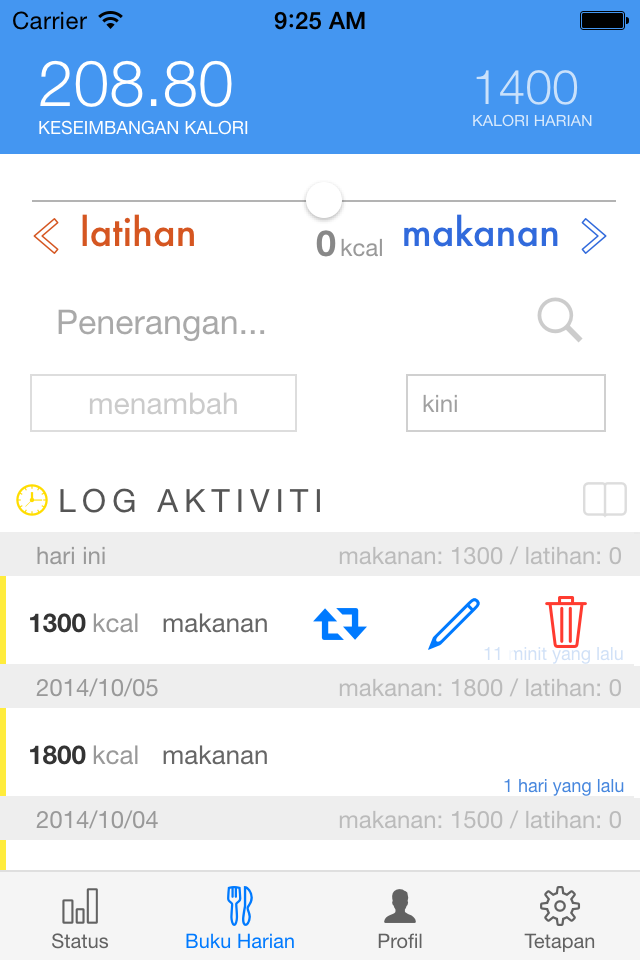 Carrier 9:25 AM
208.80 1400
KESEIMBANGAN KALORI KALORI HARIAN
latihan 0 kcal makanan
Penerangan...
menambah kini
LOG AKTIVITI
hari ini makanan: 1300 / latihan: 0
1300 kcal makanan
11 minit yang lalu
2014/10/05 makanan: 1800 / latihan: 0
1800 kcal makanan
1 hari yang lalu
2014/10/04 makanan: 1500 / latihan: 0
Status Buku Harian Profil Tetapan